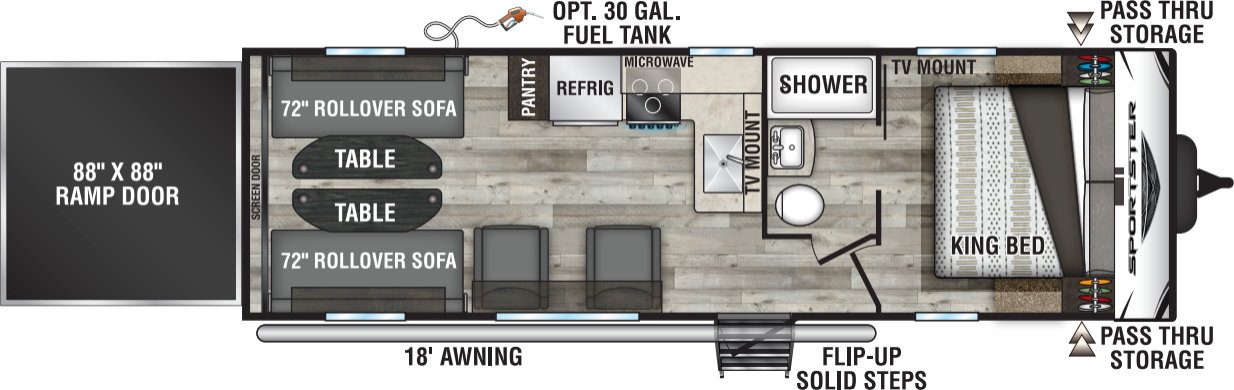 OPT. 30 GAL.
FUEL TANK
PASS THRU
STORAGE
88" X 88"
RAMP DOOR
SCREEN DOOR
72" ROLLOVER SOFA
TABLE
TABLE
72" ROLLOVER SOFA
PANTRY
REFRIG
MICROWAVE
TV MOUNT
SHOWER
TV MOUNT
KING BED
SPORTSTER
18' AWNING
FLIP-UP
SOLID STEPS
PASS THRU
STORAGE